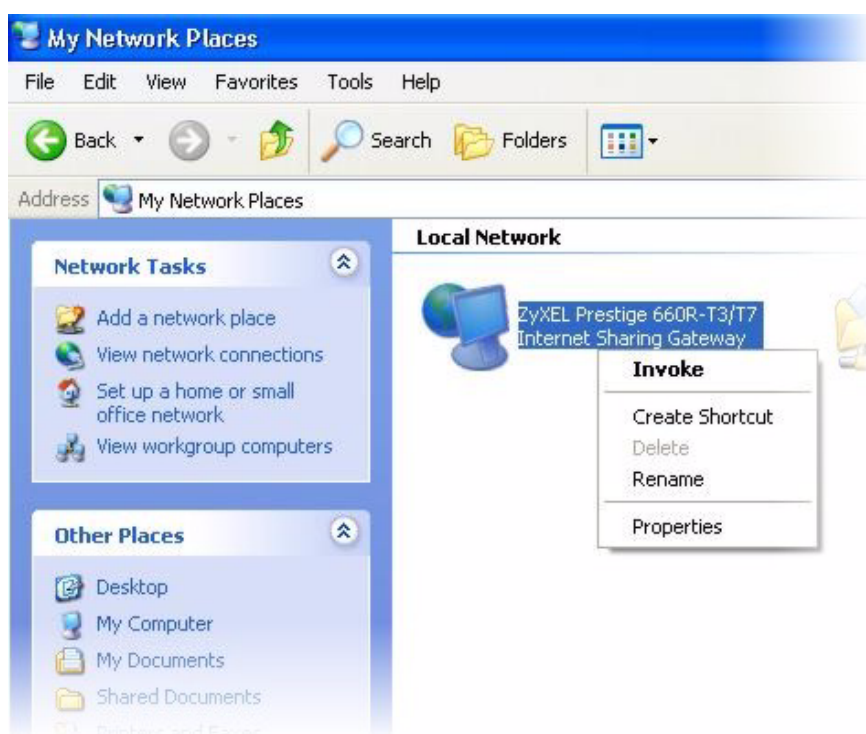 My Network Places
File Edit View Favorites Tools Help
Back Search Folders
Address My Network Places
Network Tasks
Add a network place
View network connections
Set up a home or small
office network
View workgroup computers
Other Places
Desktop
My Computer
My Documents
Shared Documents
Local Network
ZyXEL Prestige 660R-T3/T7
Internet Sharing Gateway
Invoke
Create Shortcut
Delete
Rename
Properties